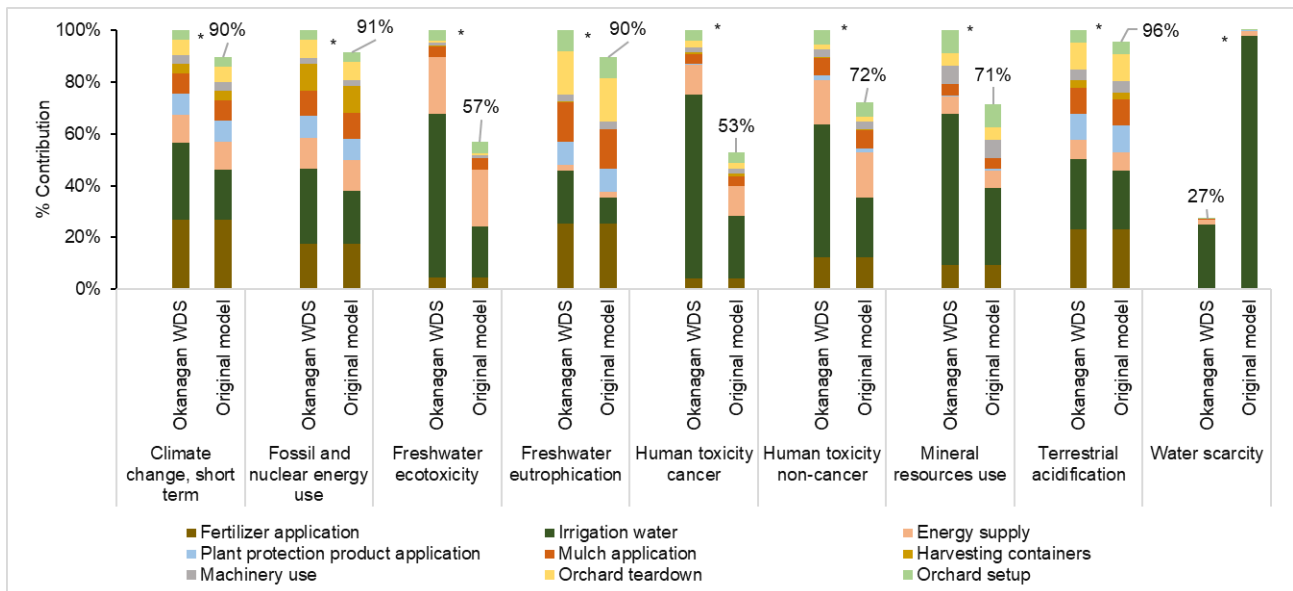 100%
80%
60%
40%
20%
0%
% Contribution
*
90%
*
91%
*
57%
*
90%
*
53%
*
72%
*
71%
*
96%
27%
*
Okanagan WDS
Original model
Okanagan WDS
Original model
Okanagan WDS
Original model
Okanagan WDS
Original model
Okanagan WDS
Original model
Okanagan WDS
Original model
Okanagan WDS
Original model
Okanagan WDS
Original model
Okanagan WDS
Original model
Climate
change, short
term
Fossil and
nuclear energy
use
Freshwater
ecotoxicity
Freshwater
eutrophication
Human toxicity
cancer
Human toxicity
non-cancer
Mineral
resources use
Terrestrial
acidification
Water scarcity
Fertilizer application
Irrigation water
Energy supply
Plant protection product application
Mulch application
Harvesting containers
Machinery use
Orchard teardown
Orchard setup